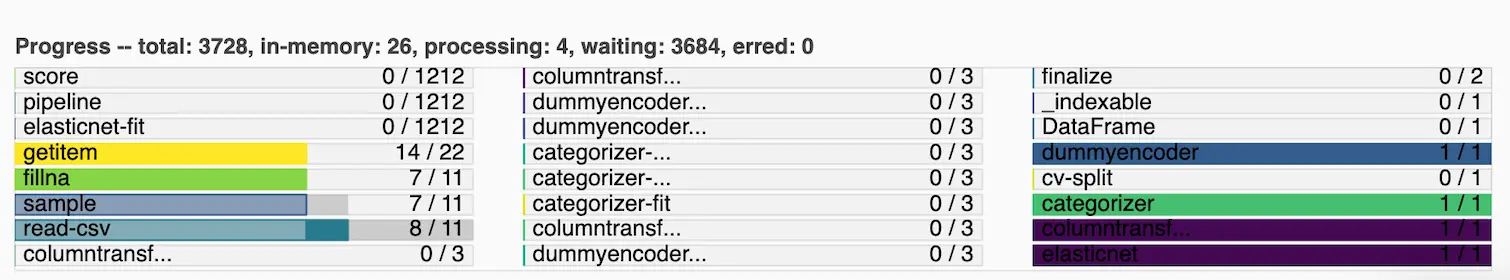 Progress -- total: 3728, in-memory: 26, processing: 4, waiting: 3684, erred: 0
score 0 / 1212
pipeline 0 / 1212
elasticnet-fit 0 / 1212
getitem 14 / 22
fillna 7 / 11
sample 7 / 11
read-csv 8 / 11
columntransf... 0 / 3
columntransf... 0 / 3
dummyencoder... 0 / 3
dummyencoder... 0 / 3
categorizer-... 0 / 3
categorizer-... 0 / 3
categorizer-fit 0 / 3
columntransf... 0 / 3
dummyencoder... 0 / 3
finalize 0 / 2
_indexable 0 / 1
DataFrame 0 / 1
dummyencoder 1 / 1
cv-split 0 / 1
categorizer 1 / 1
columntransf... 1 / 1
elasticnet 1 / 1